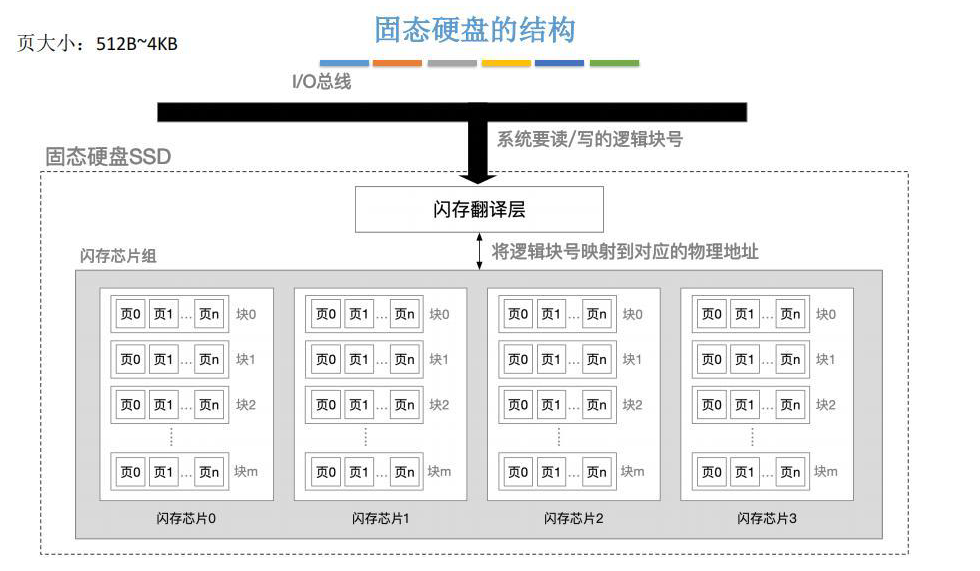 固态硬盘的结构
页大小：512B~4KB
I/O总线
系统要读/写的逻辑块号
固态硬盘SSD
闪存翻译层
将逻辑块号映射到对应的物理地址
闪存芯片组
页0 页1 ... 页n 块0 页0 页1 ... 页n 块0 页0 页1 ... 页n 块0 页0 页1 ... 页n 块0
页0 页1 ... 页n 块1 页0 页1 ... 页n 块1 页0 页1 ... 页n 块1 页0 页1 ... 页n 块1
页0 页1 ... 页n 块2 页0 页1 ... 页n 块2 页0 页1 ... 页n 块2 页0 页1 ... 页n 块2
页0 页1 ... 页n 块m 页0 页1 ... 页n 块m 页0 页1 ... 页n 块m 页0 页1 ... 页n 块m
闪存芯片0 闪存芯片1 闪存芯片2 闪存芯片3